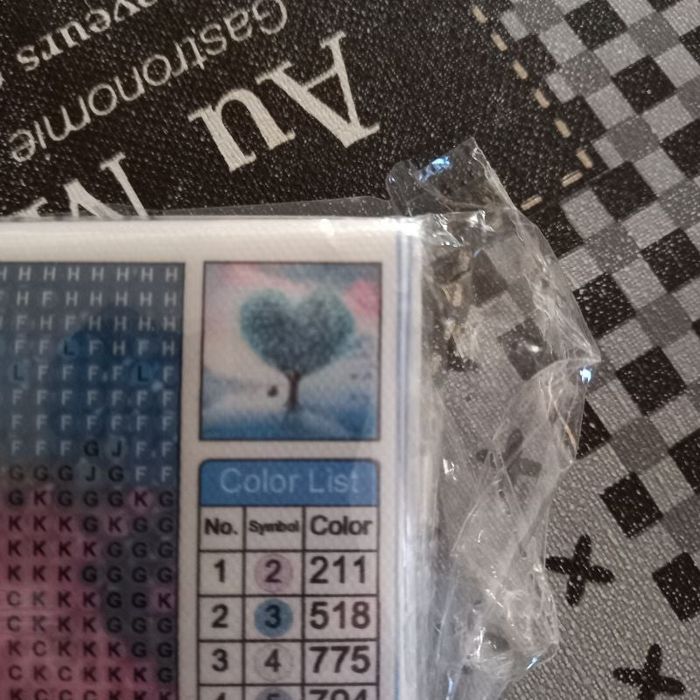 Au
Gastronomie
H H H H H H H H
F H F H H H H
F F H F H H H H
F F L F H F H
L F F F F L F
F F F F F F F
F F F F F F F
F F F G J F F
G G G J G F F
G K G G G K G
K K K G K G G
K K K K G G G
K K K G G G G
C K K K G G K
C K K K K G G
K C K K K G G
C K C K K G G
Color List
No. Symbol Color
1 2 211
2 3 518
3 4 775